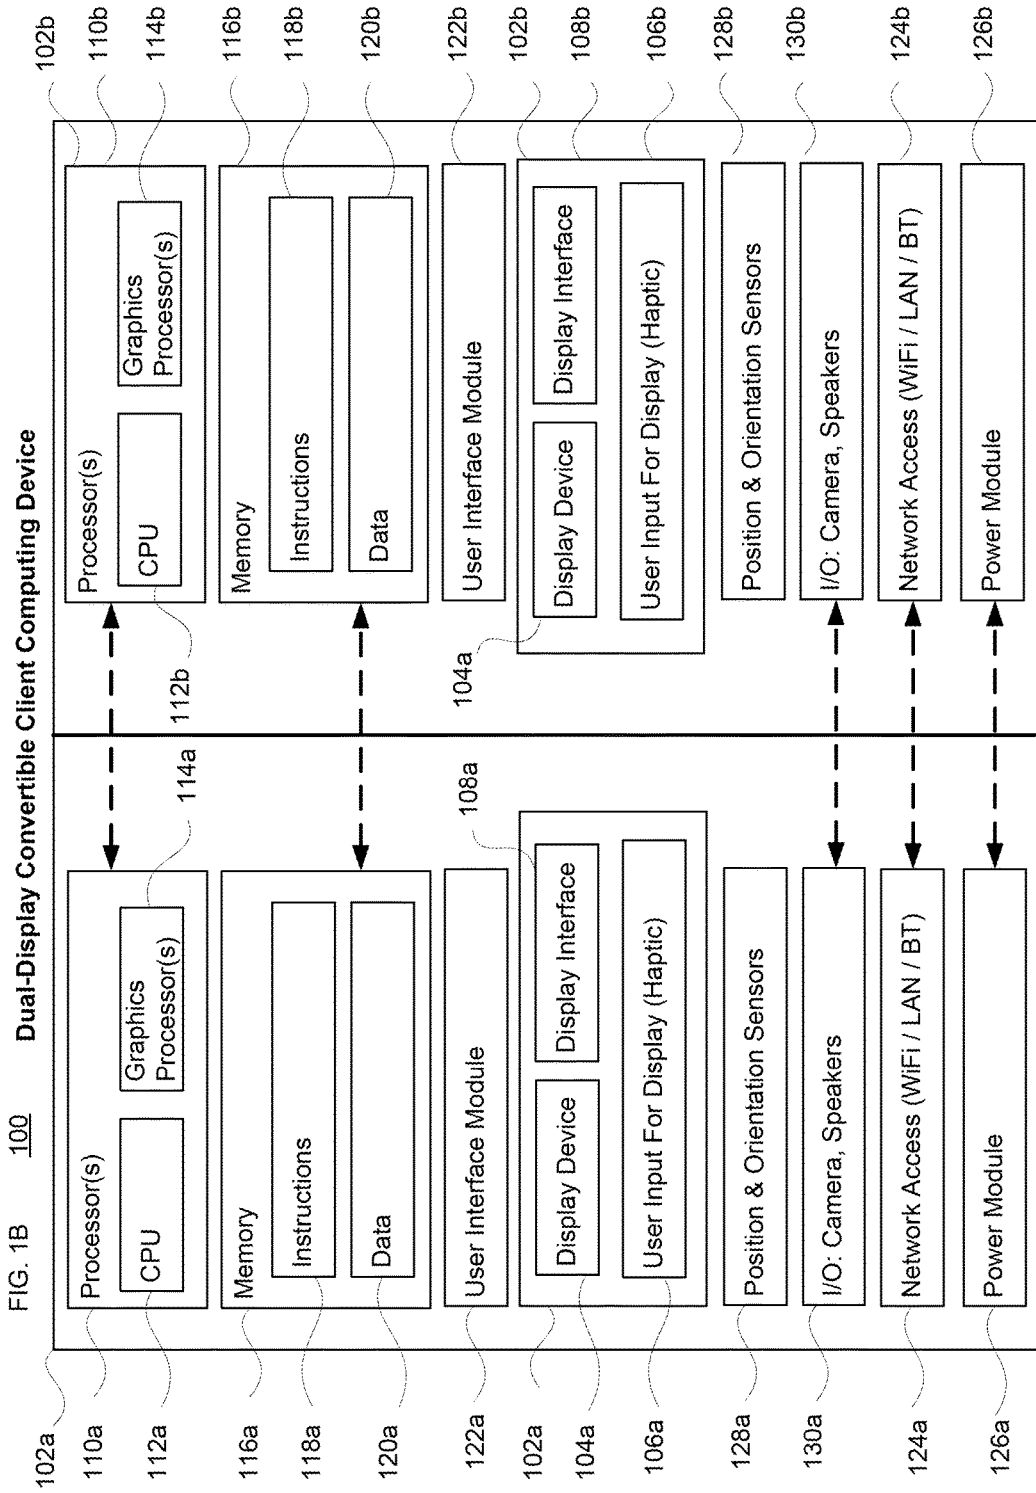 FIG. 1B
100
Dual-Display Convertible Client Computing Device
102a
110a
112a
116a
118a
120a
122a
102a
104a
106a
128a
130a
124a
126a
Processor(s)
CPU
Graphics
Processor(s)
114a
Memory
Instructions
Data
User Interface Module
Display Device
Display Interface
108a
User Input For Display (Haptic)
Position & Orientation Sensors
I/O: Camera, Speakers
Network Access (WiFi / LAN / BT)
Power Module
Processor(s)
CPU
112b
Graphics
Processor(s)
Memory
Instructions
Data
User Interface Module
104a
Display Device
Display Interface
User Input For Display (Haptic)
Position & Orientation Sensors
I/O: Camera, Speakers
Network Access (WiFi / LAN / BT)
Power Module
102b
110b
114b
116b
118b
120b
122b
102b
108b
106b
128b
130b
124b
126b